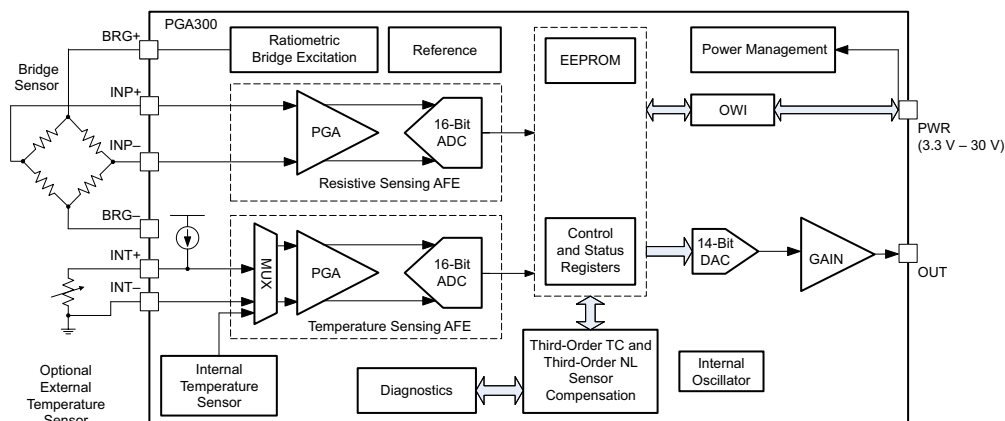 PGA300
BRG+
Bridge
Sensor
INP+
INP–
BRG–
INT+
INT–
Optional
External
Temperature
Sensor
Ratiometric
Bridge Excitation
Reference
PGA
16-Bit
ADC
Resistive Sensing AFE
MUX
PGA
16-Bit
ADC
Temperature Sensing AFE
Internal
Temperature
Sensor
EEPROM
Control
and Status
Registers
Power Management
OWI
PWR
(3.3 V – 30 V)
14-Bit
DAC
GAIN
OUT
Diagnostics
Third-Order TC and
Third-Order NL
Sensor
Compensation
Internal
Oscillator